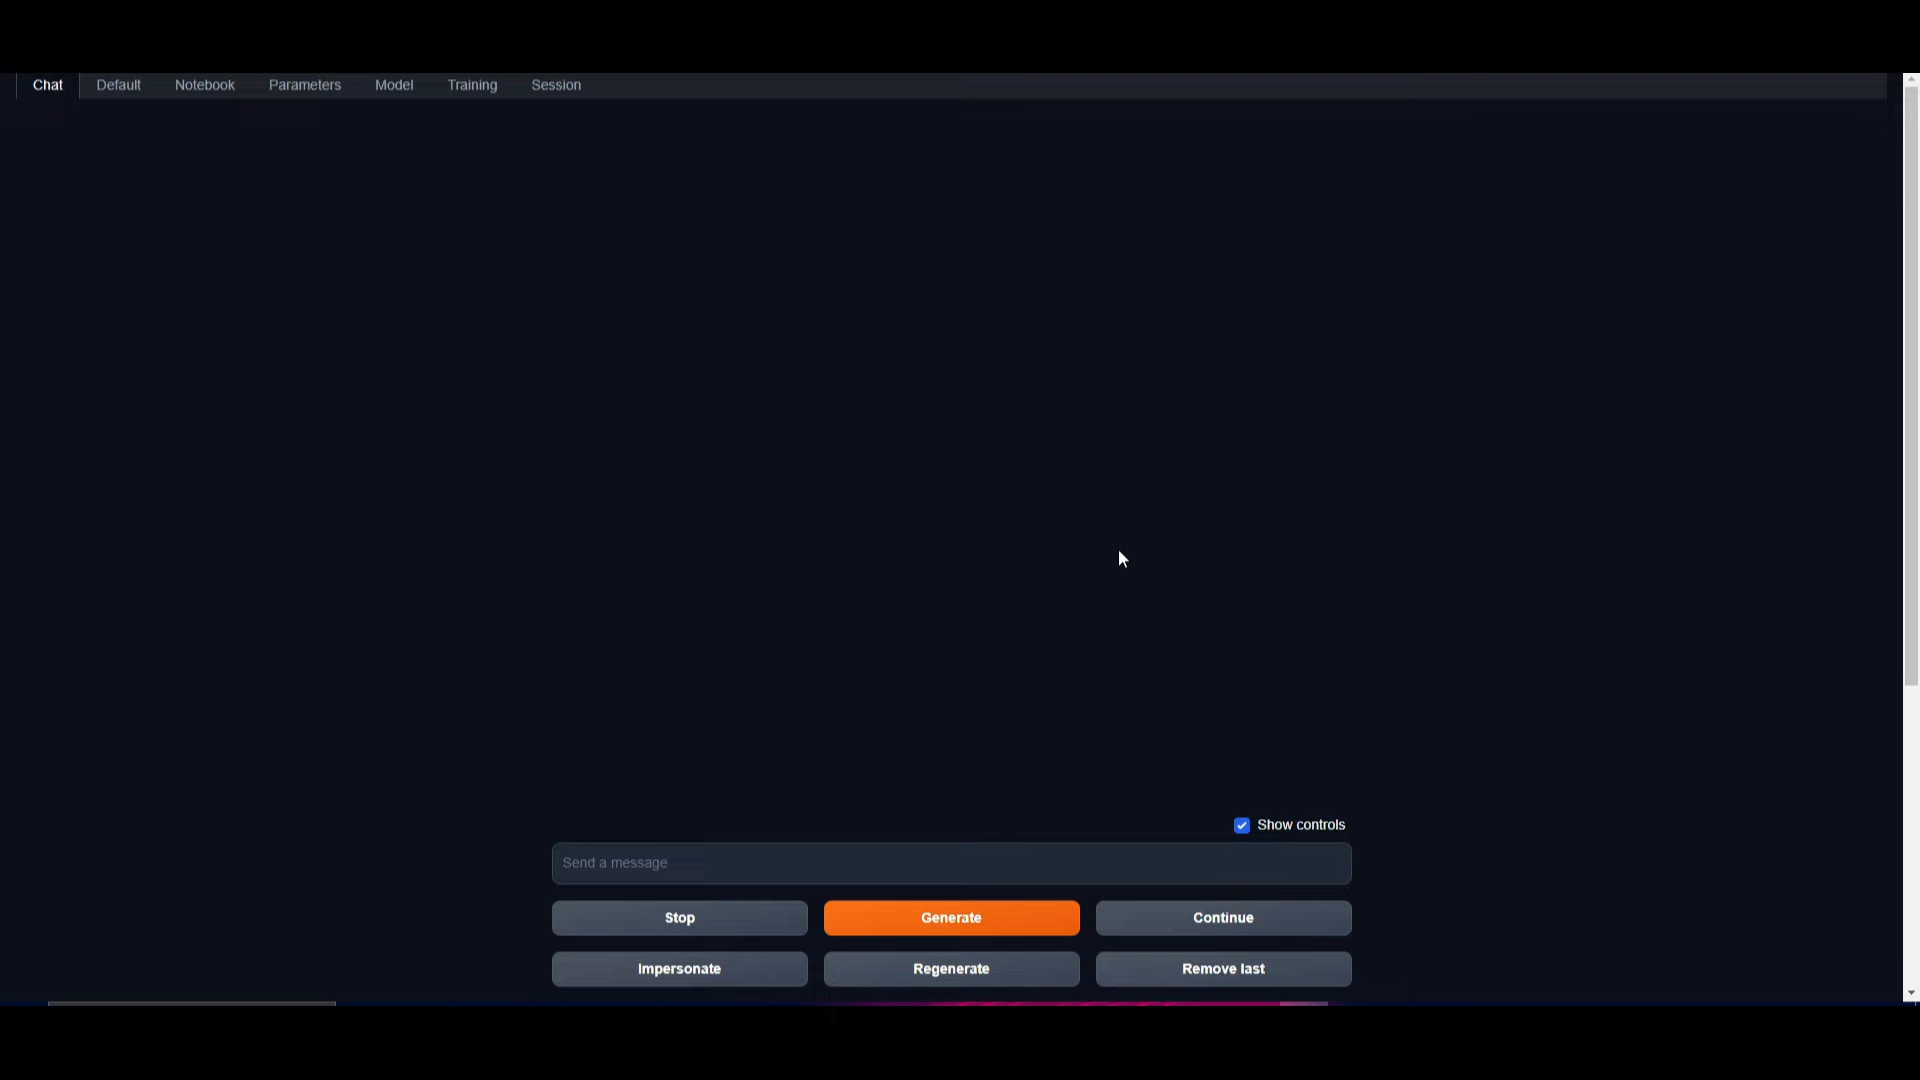 Chat Default Notebook Parameters Model Training Session
Show controls
Send a message
Stop Generate Continue
Impersonate Regenerate Remove last